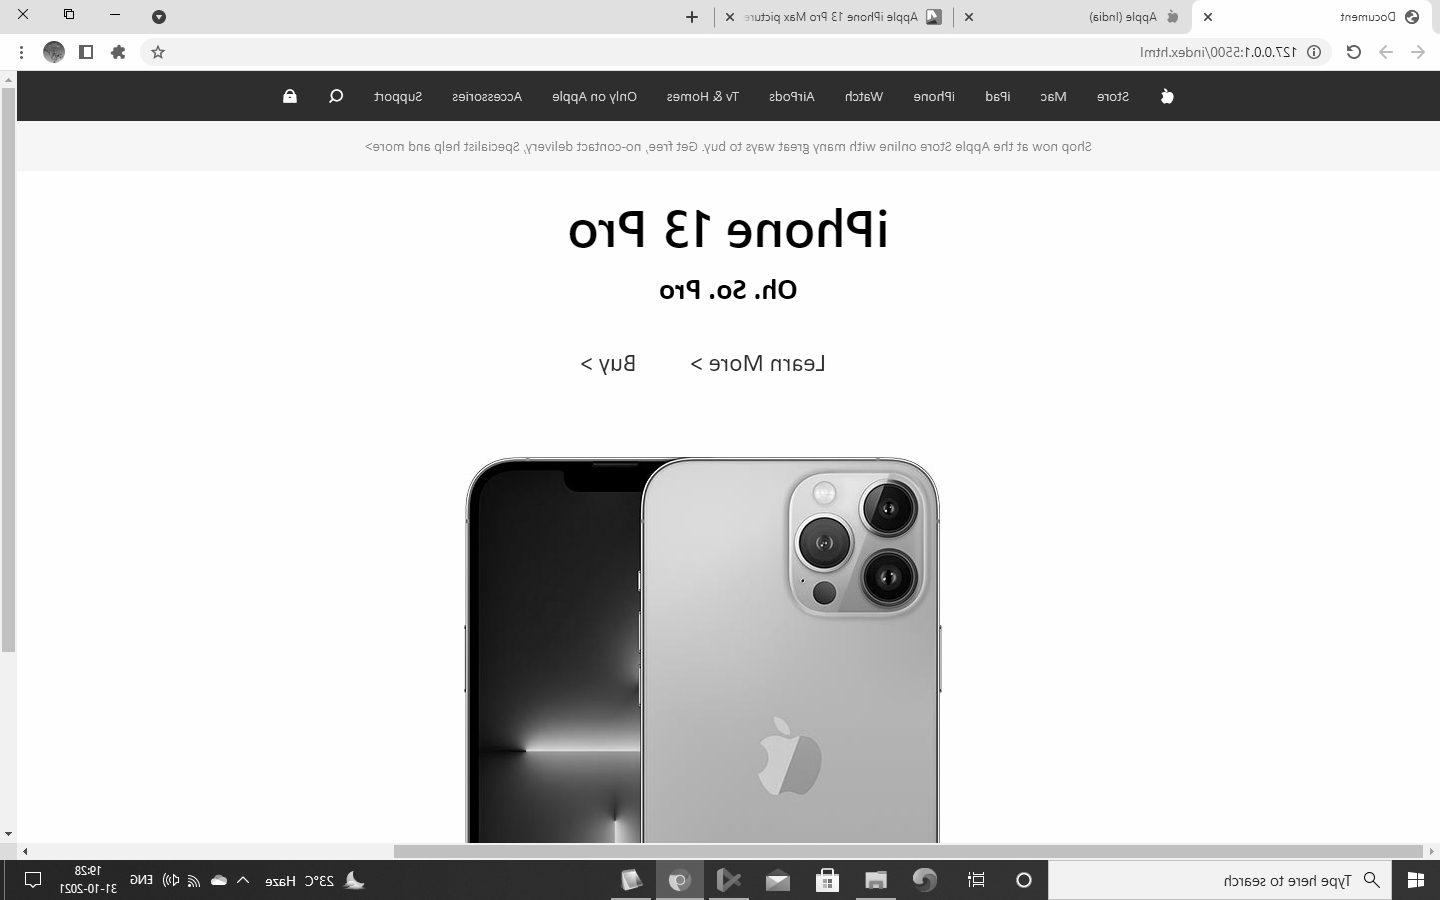 Document
Apple (India)
Apple iPhone 13 Pro Max picture
127.0.0.1:5500/index.html
Store Mac iPad iPhone Watch AirPods Tv & Homes Only on Apple Accessories Support
Shop now at the Apple Store online with many great ways to buy. Get free, no-contact delivery, Specialist help and more>
iPhone 13 Pro
Oh. So. Pro
Learn More > Buy >
Type here to search
23°C Haze
ENG
19:28
31-10-2021